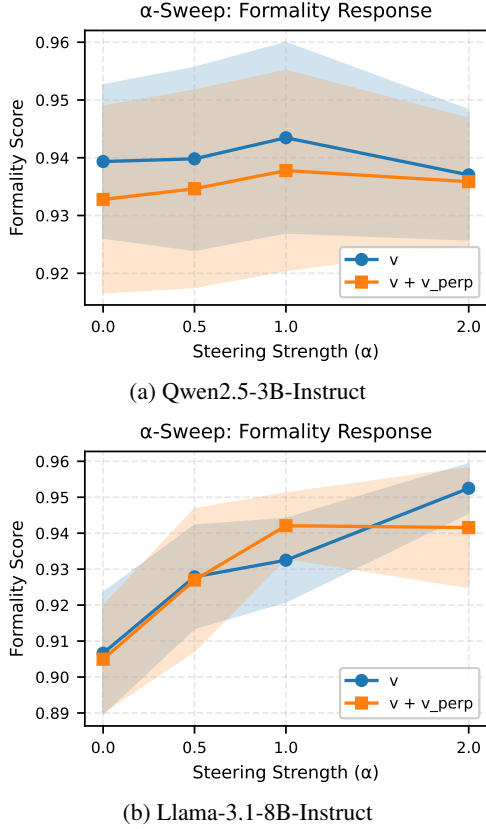 α-Sweep: Formality Response
0.96
0.95
0.94
0.93
0.92
Formality Score
v
v + v_perp
0.0
0.5
1.0
2.0
Steering Strength (α)
(a) Qwen2.5-3B-Instruct
α-Sweep: Formality Response
0.96
0.95
0.94
0.93
0.92
0.91
0.90
0.89
Formality Score
v
v + v_perp
0.0
0.5
1.0
2.0
Steering Strength (α)
(b) Llama-3.1-8B-Instruct